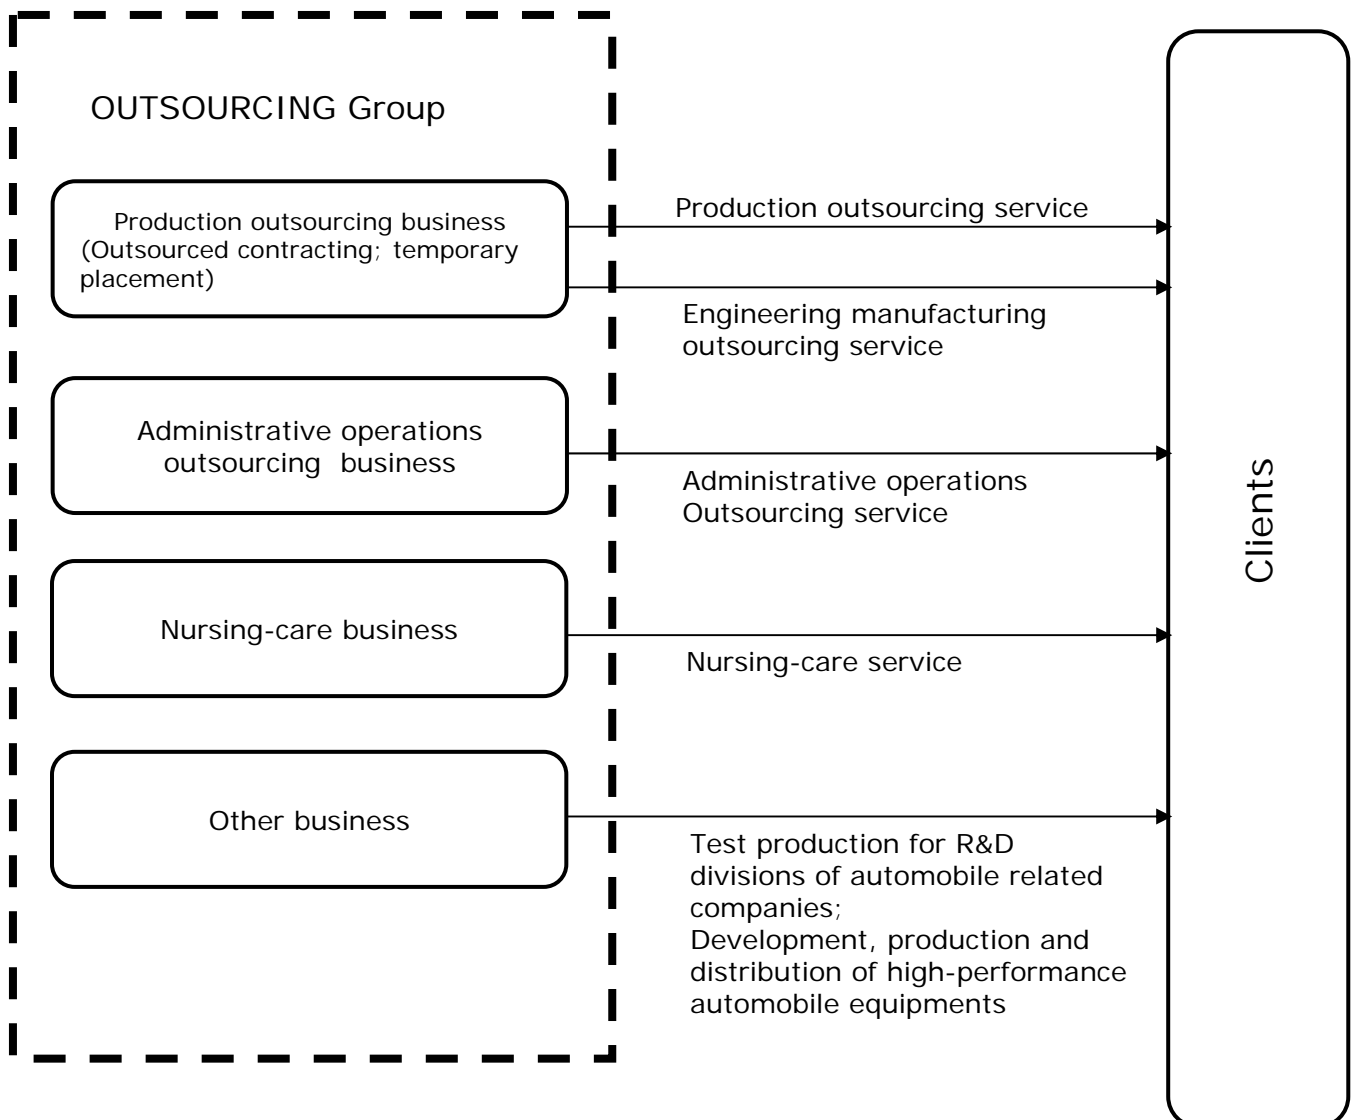 OUTSOURCING Group
Production outsourcing business
(Outsourced contracting; temporary
placement)
Production outsourcing service
Engineering manufacturing
outsourcing service
Administrative operations
outsourcing business
Administrative operations
Outsourcing service
Nursing-care business
Nursing-care service
Other business
Test production for R&D
divisions of automobile related
companies;
Development, production and
distribution of high-performance
automobile equipments
Clients